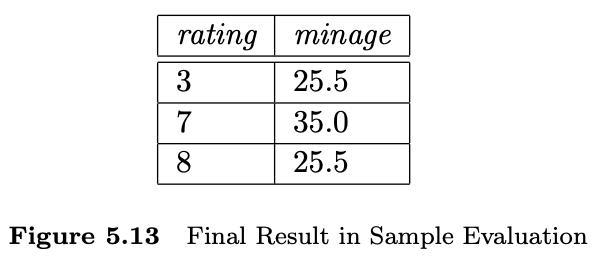 rating minage
3 25.5
7 35.0
8 25.5
Figure 5.13 Final Result in Sample Evaluation